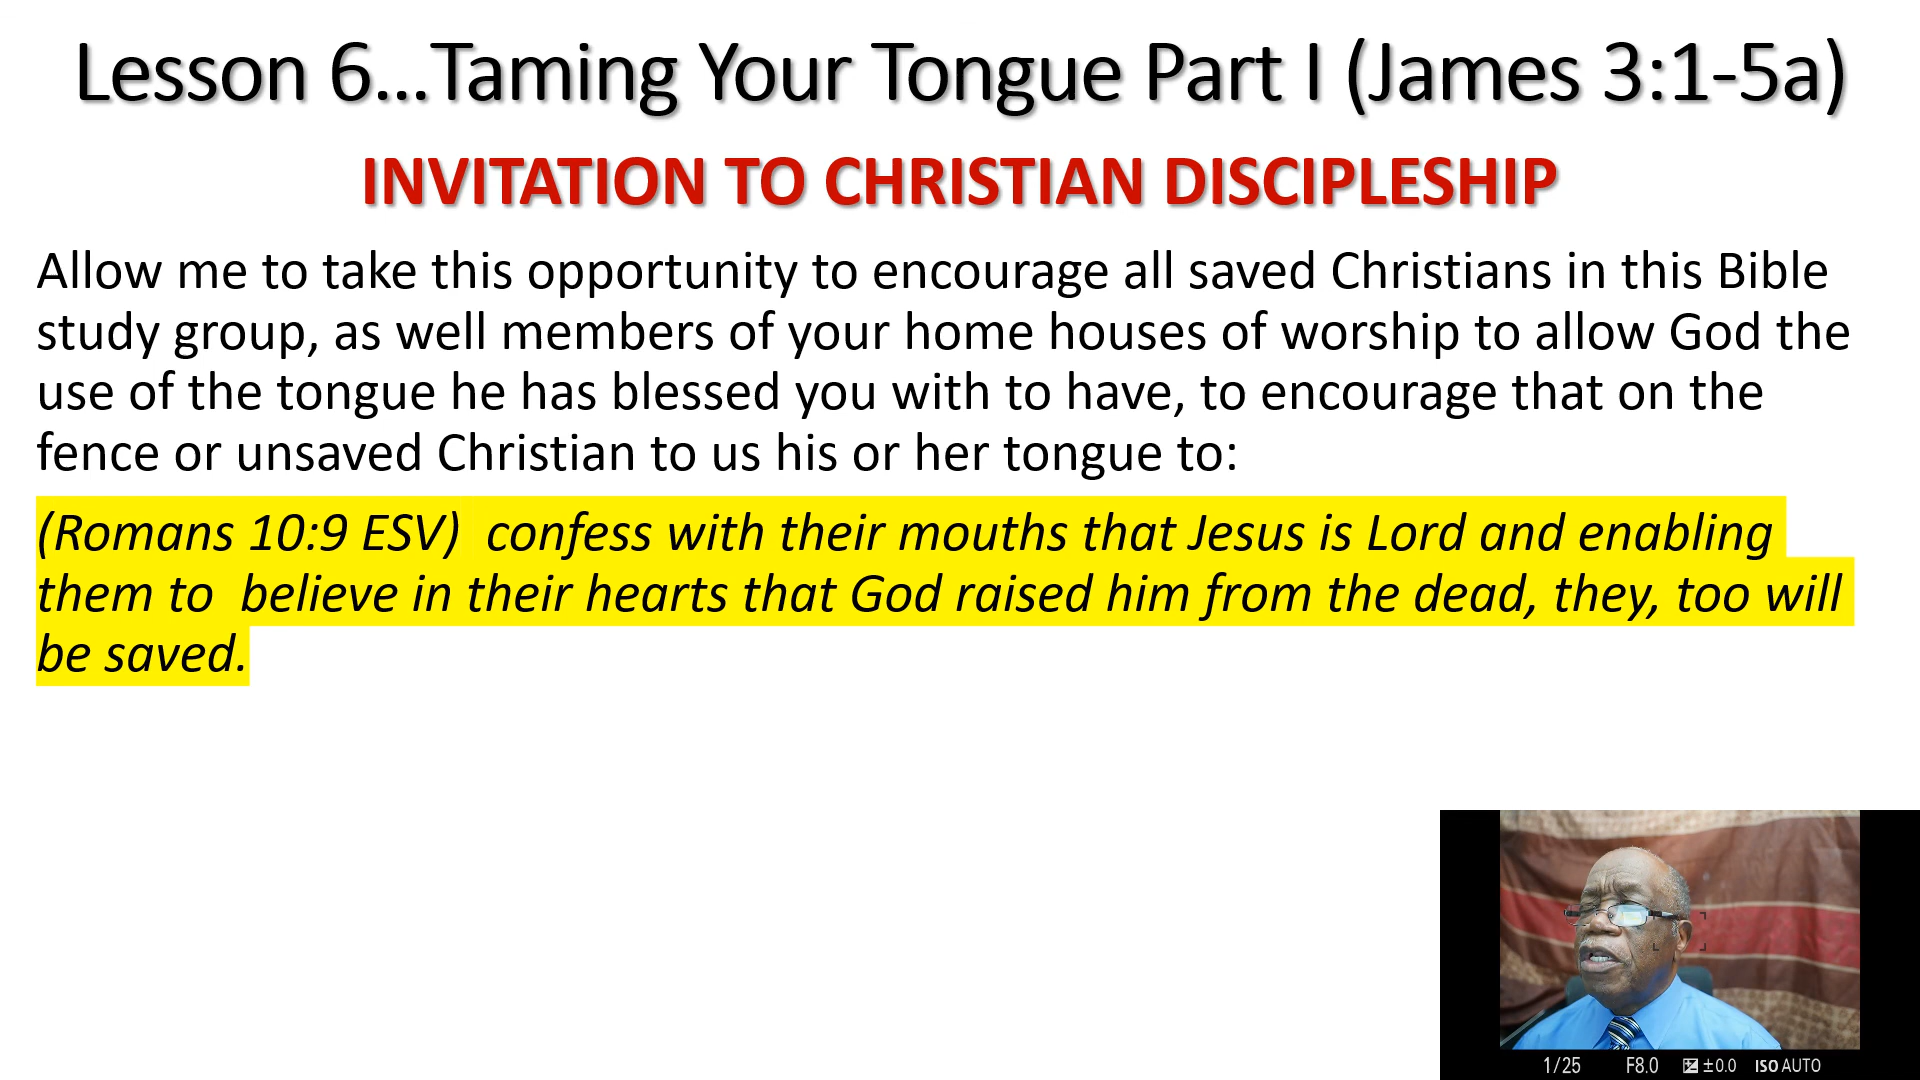 Lesson 6…Taming Your Tongue Part I (James 3:1-5a)
INVITATION TO CHRISTIAN DISCIPLESHIP
Allow me to take this opportunity to encourage all saved Christians in this Bible
study group, as well members of your home houses of worship to allow God the
use of the tongue he has blessed you with to have, to encourage that on the
fence or unsaved Christian to us his or her tongue to:
(Romans 10:9 ESV)  confess with their mouths that Jesus is Lord and enabling
them to  believe in their hearts that God raised him from the dead, they, too will
be saved.
1/25 F8.0 ±0.0 ISO AUTO